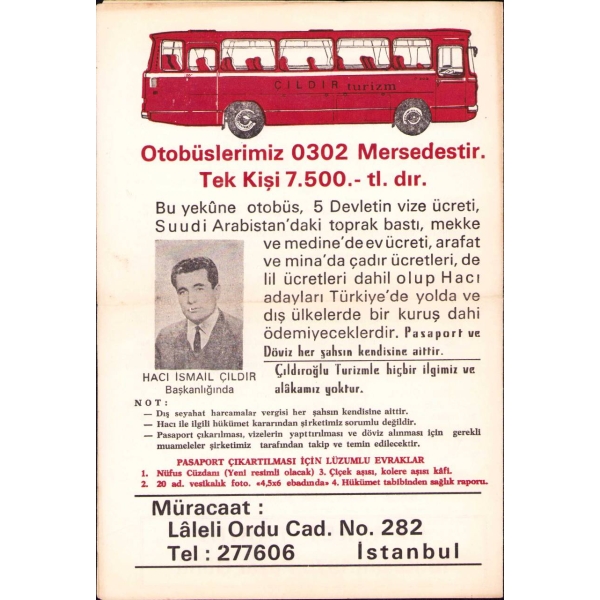 ÇILDIR turizm
Otobüslerimiz 0302 Mersedestir.
Tek Kişi 7.500.- tl. dır.
Bu yekûne otobüs, 5 Devletin vize ücreti,
Suudi Arabistan'daki toprak bastı, mekke
ve medine'de ev ücreti, arafat
ve mina'da çadır ücretleri, de
lil ücretleri dahil olup Hacı
adayları Türkiye'de yolda ve
dış ülkelerde bir kuruş dahi
ödemiyeceklerdir. Pasaport ve
Döviz her şahsın kendisine aittir.
Çıldıroğlu Turizmle hiçbir ilgimiz ve
alâkamız yoktur.
HACI İSMAİL ÇILDIR
Başkanlığında
NOT:
— Dış seyahat harcamalar vergisi her şahsın kendisine aittir.
— Hacı ile ilgili hükümet kararından şirketimiz sorumlu değildir.
— Pasaport çıkarılması, vizelerin yapttırılması ve döviz alınması için gerekli
muameleler şirketimiz tarafından takip ve temin edilecektir.
PASAPORT ÇIKARTILMASI İÇİN LÜZUMLU EVRAKLAR
1. Nüfus Cüzdanı (Yeni resimli olacak) 3. Çiçek aşısı, kolere aşısı kâfi.
2. 20 ad. vesikalık foto. «4,5x6 ebadında» 4. Hükümet tabibinden sağlık raporu.
Müracaat :
Lâleli Ordu Cad. No. 282
Tel : 277606 İstanbul